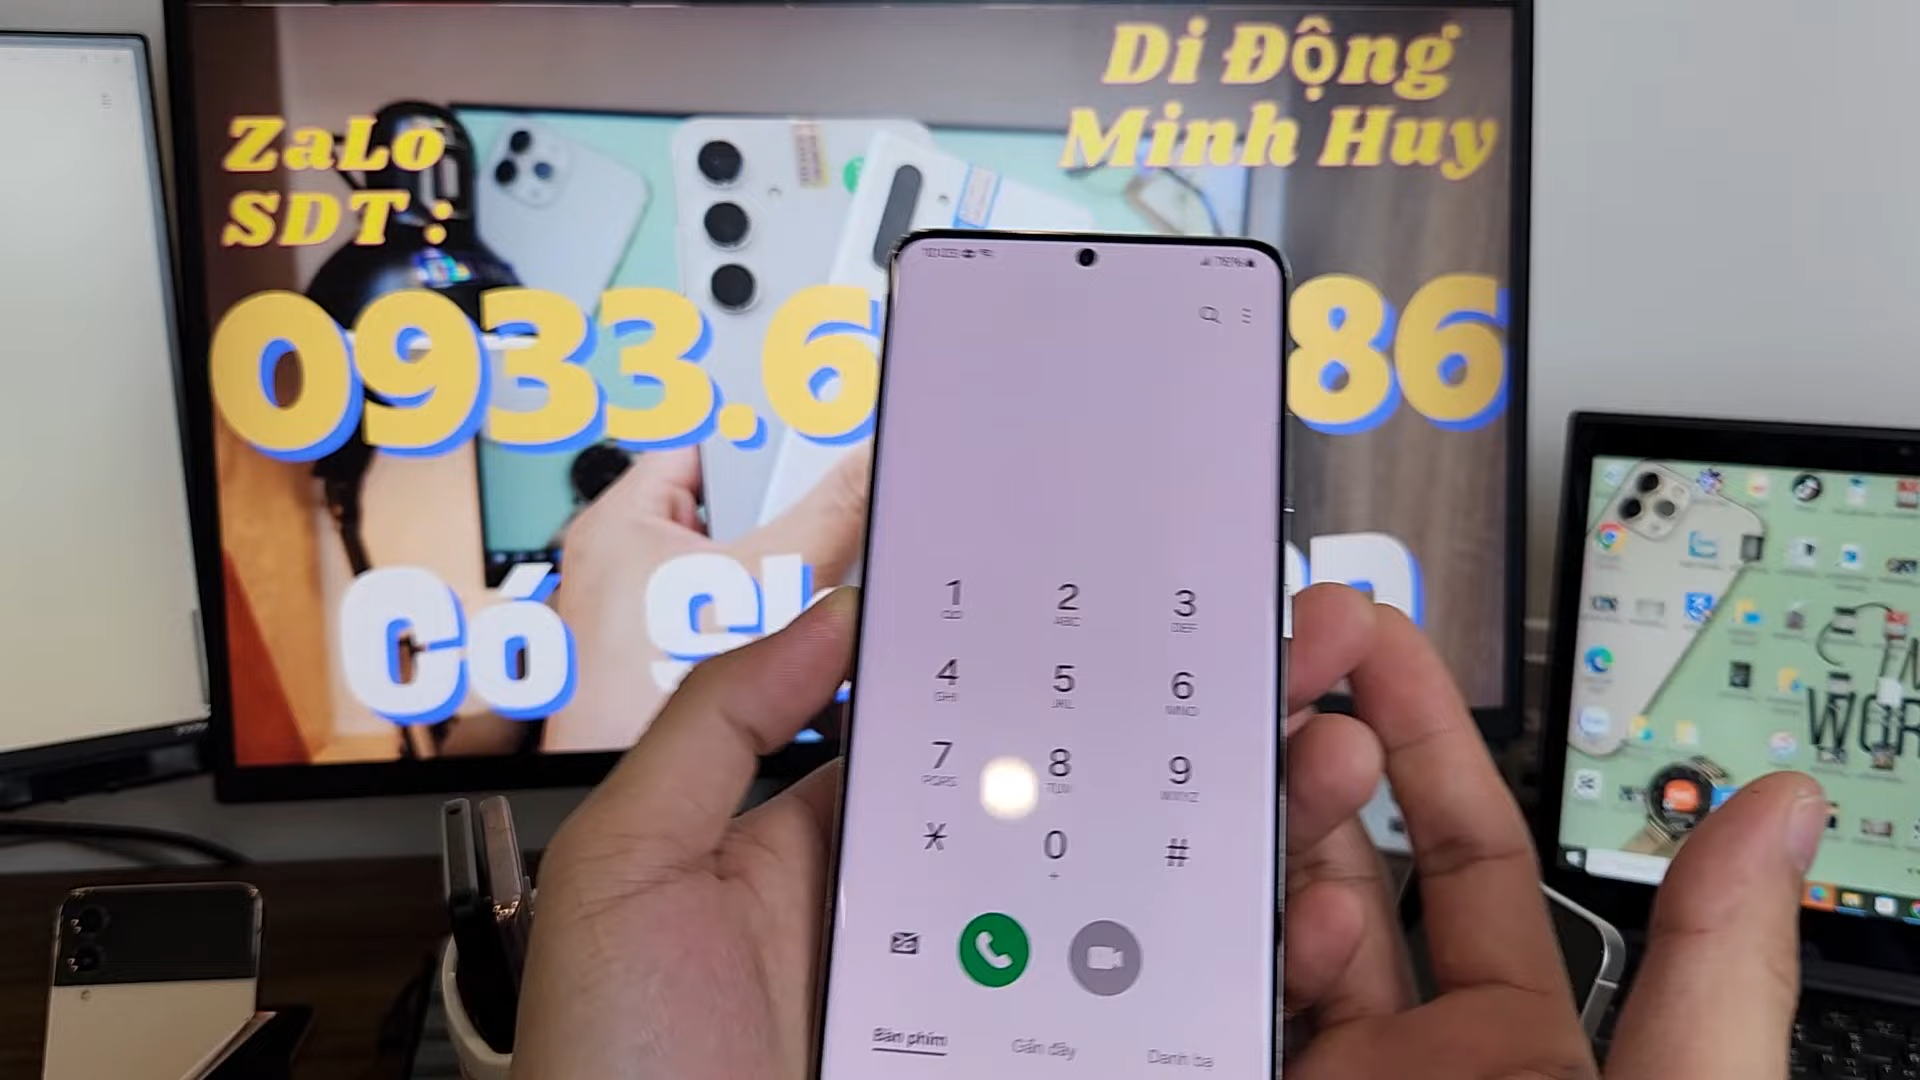 Di Động
Minh Huy
ZaLo
SDT :
0933.6
86
Có
76%
1
2 ABC
3 DEF
4 GHI
5 JKL
6 MNO
7 PQRS
8 TUV
9 WXYZ
*
0
+
#
Bàn phím
Gần đây
Danh bạ